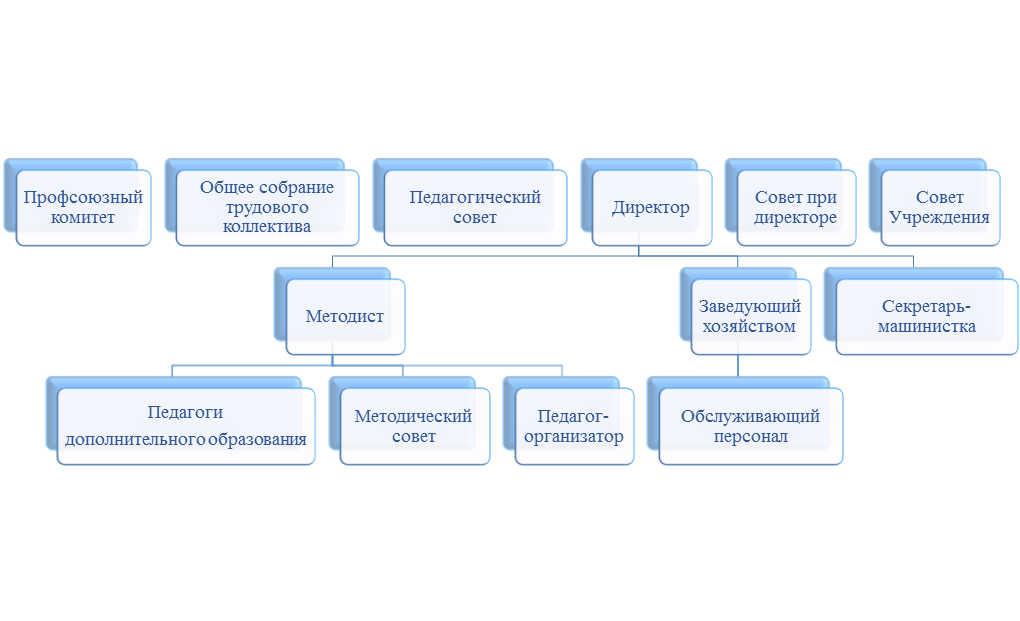 Профсоюзный
комитет
Общее собрание
трудового
коллектива
Педагогический
совет
Директор
Совет при
директоре
Совет
Учреждения
Методист
Заведующий
хозяйством
Секретарь-
машинистка
Педагоги
дополнительного образования
Методический
совет
Педагог-
организатор
Обслуживающий
персонал